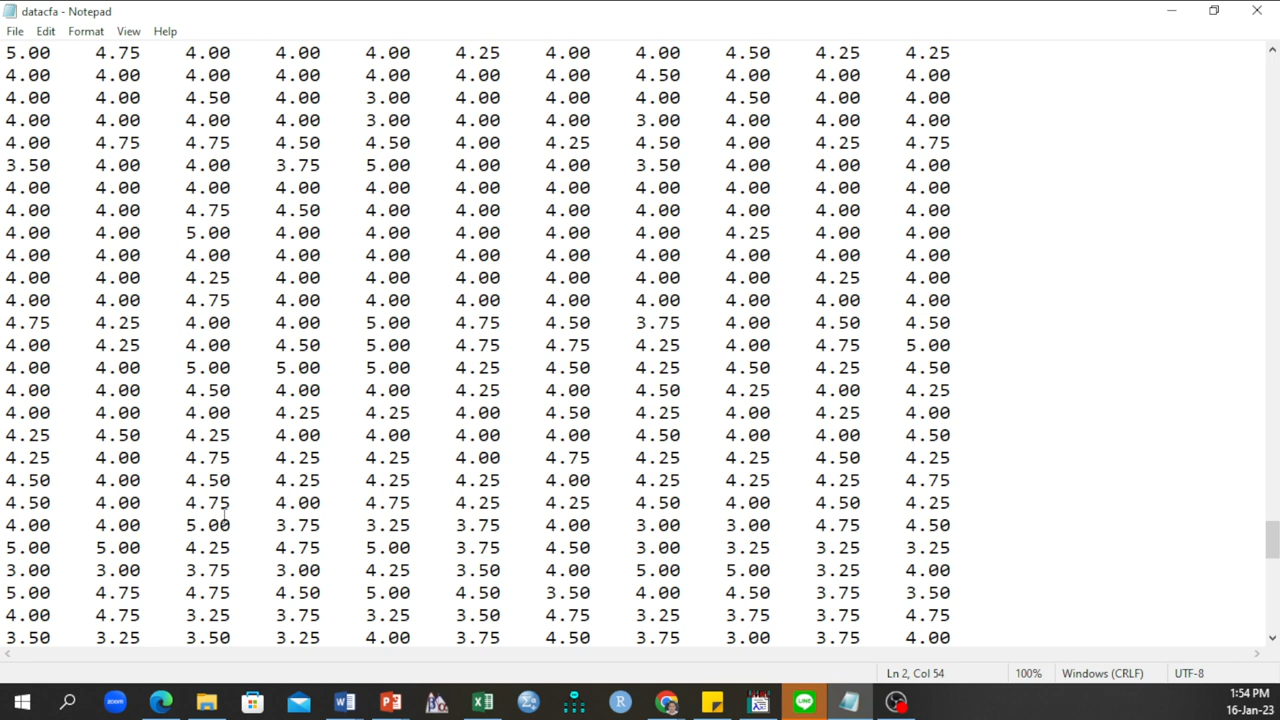 datacfa - Notepad
File Edit Format View Help
5.00 4.75 4.00 4.00 4.00 4.25 4.00 4.00 4.50 4.25 4.25
4.00 4.00 4.00 4.00 4.00 4.00 4.00 4.50 4.00 4.00 4.00
4.00 4.00 4.50 4.00 3.00 4.00 4.00 4.00 4.50 4.00 4.00
4.00 4.00 4.00 4.00 3.00 4.00 4.00 3.00 4.00 4.00 4.00
4.00 4.75 4.75 4.50 4.50 4.00 4.25 4.50 4.00 4.25 4.75
3.50 4.00 4.00 3.75 5.00 4.00 4.00 3.50 4.00 4.00 4.00
4.00 4.00 4.00 4.00 4.00 4.00 4.00 4.00 4.00 4.00 4.00
4.00 4.00 4.75 4.50 4.00 4.00 4.00 4.00 4.00 4.00 4.00
4.00 4.00 5.00 4.00 4.00 4.00 4.00 4.00 4.25 4.00 4.00
4.00 4.00 4.00 4.00 4.00 4.00 4.00 4.00 4.00 4.00 4.00
4.00 4.00 4.25 4.00 4.00 4.00 4.00 4.00 4.00 4.25 4.00
4.00 4.00 4.75 4.00 4.00 4.00 4.00 4.00 4.00 4.00 4.00
4.75 4.25 4.00 4.00 5.00 4.75 4.50 3.75 4.00 4.50 4.50
4.00 4.25 4.00 4.50 5.00 4.75 4.75 4.25 4.00 4.75 5.00
4.00 4.00 5.00 5.00 5.00 4.25 4.50 4.25 4.50 4.25 4.50
4.00 4.00 4.50 4.00 4.00 4.25 4.00 4.50 4.25 4.00 4.25
4.00 4.00 4.00 4.25 4.25 4.00 4.50 4.25 4.00 4.25 4.00
4.25 4.50 4.25 4.00 4.00 4.00 4.00 4.50 4.00 4.00 4.50
4.25 4.00 4.75 4.25 4.25 4.00 4.75 4.25 4.25 4.50 4.25
4.50 4.00 4.50 4.25 4.25 4.25 4.00 4.25 4.25 4.25 4.75
4.50 4.00 4.75 4.00 4.75 4.25 4.25 4.50 4.00 4.50 4.25
4.00 4.00 5.00 3.75 3.25 3.75 4.00 3.00 3.00 4.75 4.50
5.00 5.00 4.25 4.75 5.00 3.75 4.50 3.00 3.25 3.25 3.25
3.00 3.00 3.75 3.00 4.25 3.50 4.00 5.00 5.00 3.25 4.00
5.00 4.75 4.75 4.50 5.00 4.50 3.50 4.00 4.50 3.75 3.50
4.00 4.75 3.25 3.75 3.25 3.50 4.75 3.25 3.75 3.75 4.75
3.50 3.25 3.50 3.25 4.00 3.75 4.50 3.75 3.00 3.75 4.00
Ln 2, Col 54 100% Windows (CRLF) UTF-8
zoom W P X R LINE
1:54 PM
16-Jan-23